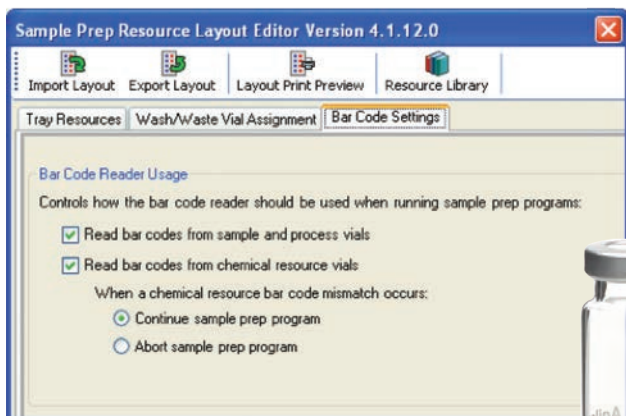 Sample Prep Resource Layout Editor Version 4.1.12.0
Import Layout Export Layout Layout Print Preview Resource Library
Tray Resources Wash/Waste Vial Assignment Bar Code Settings
Bar Code Reader Usage
Controls how the bar code reader should be used when running sample prep programs:
Read bar codes from sample and process vials
Read bar codes from chemical resource vials
When a chemical resource bar code mismatch occurs:
Continue sample prep program
Abort sample prep program